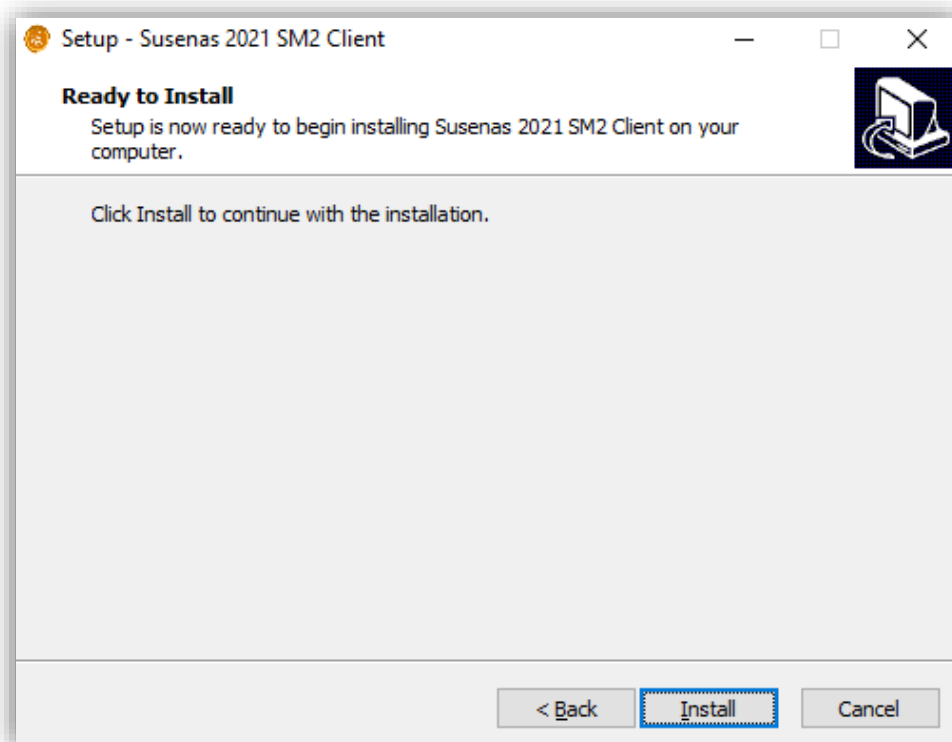 Setup - Susenas 2021 SM2 Client
Ready to Install
Setup is now ready to begin installing Susenas 2021 SM2 Client on your
computer.
Click Install to continue with the installation.
< Back Install Cancel